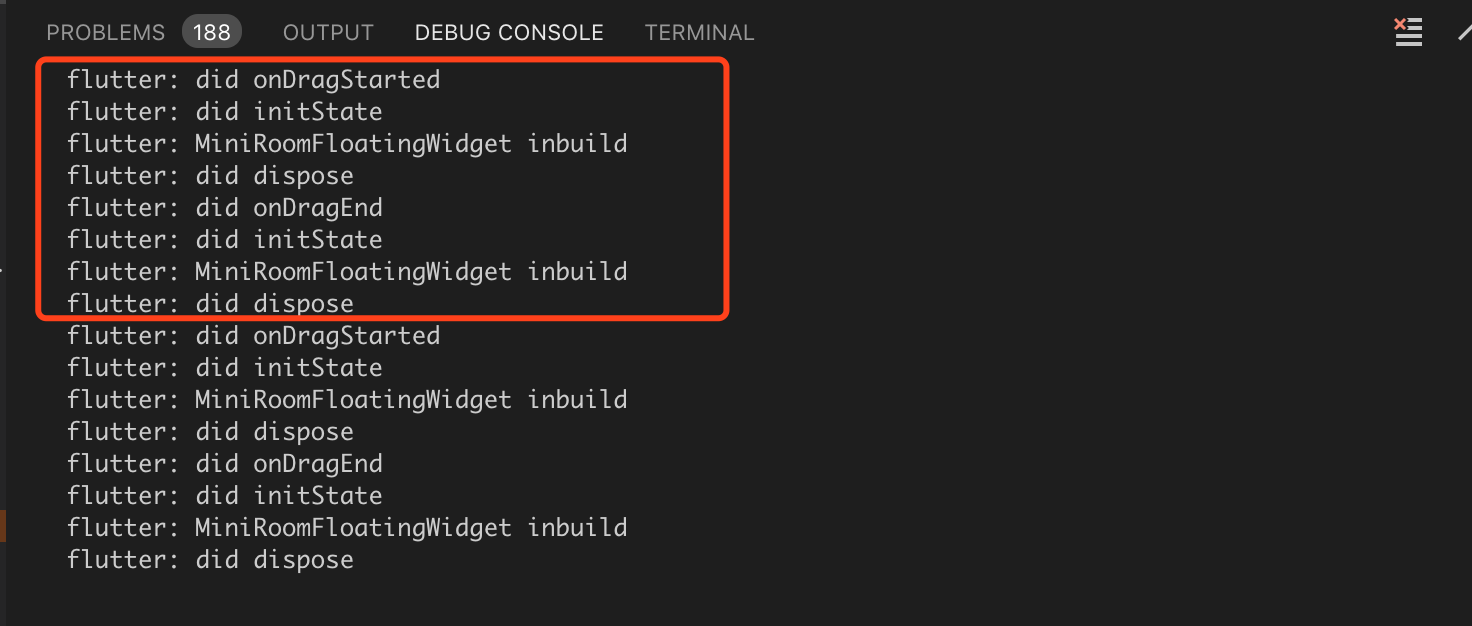 PROBLEMS 188 OUTPUT DEBUG CONSOLE TERMINAL
flutter: did onDragStarted
flutter: did initState
flutter: MiniRoomFloatingWidget inbuild
flutter: did dispose
flutter: did onDragEnd
flutter: did initState
flutter: MiniRoomFloatingWidget inbuild
flutter: did dispose
flutter: did onDragStarted
flutter: did initState
flutter: MiniRoomFloatingWidget inbuild
flutter: did dispose
flutter: did onDragEnd
flutter: did initState
flutter: MiniRoomFloatingWidget inbuild
flutter: did dispose